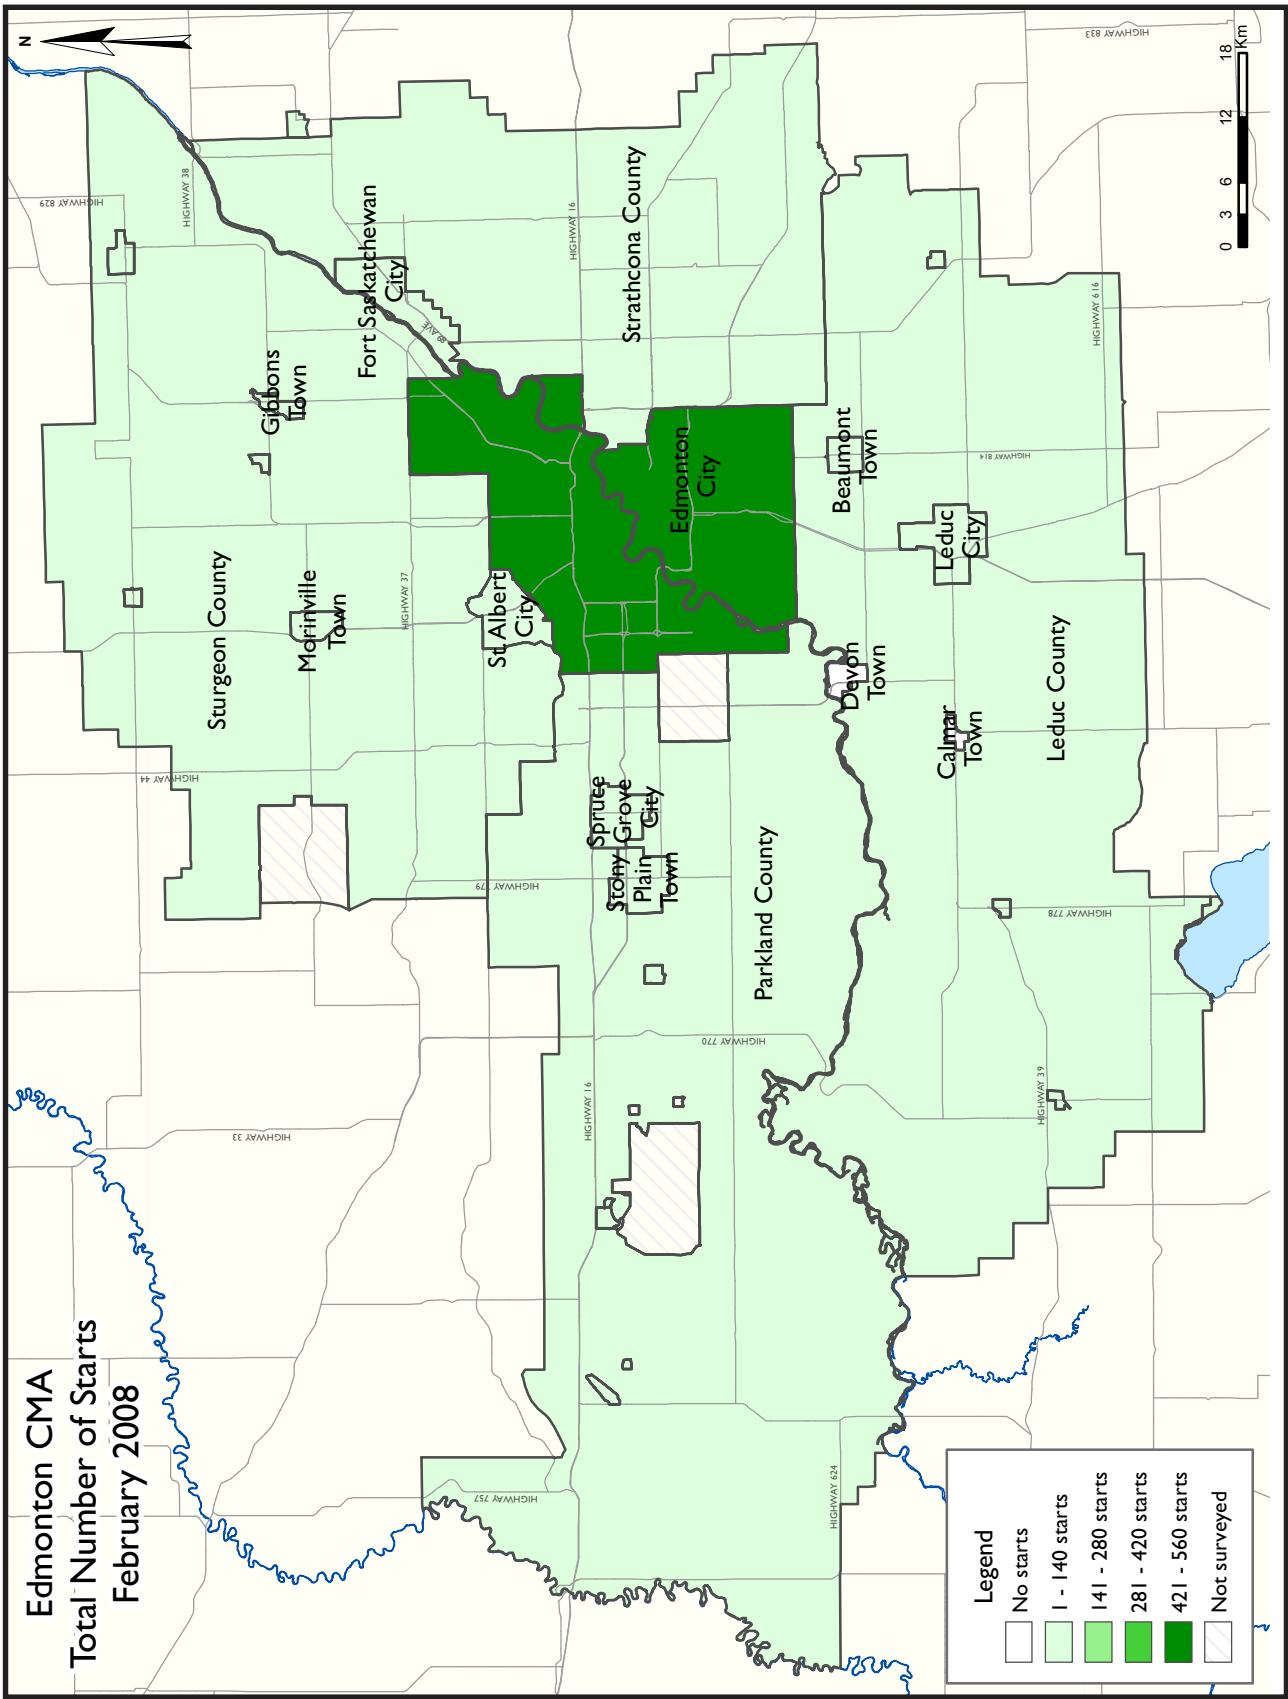 Edmonton CMA
Total Number of Starts
February 2008
N
HIGHWAY 829
HIGHWAY 38
Fort Saskatchewan
City
89 AVE
Gibbons
Town
HIGHWAY 16
Strathcona County
HIGHWAY 833
HIGHWAY 616
Sturgeon County
Morinville
Town
HIGHWAY 37
St. Albert
City
Edmonton
City
Beaumont
Town
HIGHWAY 814
Leduc
City
HIGHWAY 44
HIGHWAY 779
Spruce
Grove
City
Stony
Plain
Town
Parkland County
Devon
Town
Calmar
Town
Leduc County
HIGHWAY 778
HIGHWAY 770
HIGHWAY 16
HIGHWAY 39
HIGHWAY 33
HIGHWAY 757
HIGHWAY 624
Legend
No starts
1 - 140 starts
141 - 280 starts
281 - 420 starts
421 - 560 starts
Not surveyed
0 3 6 12 18
Km